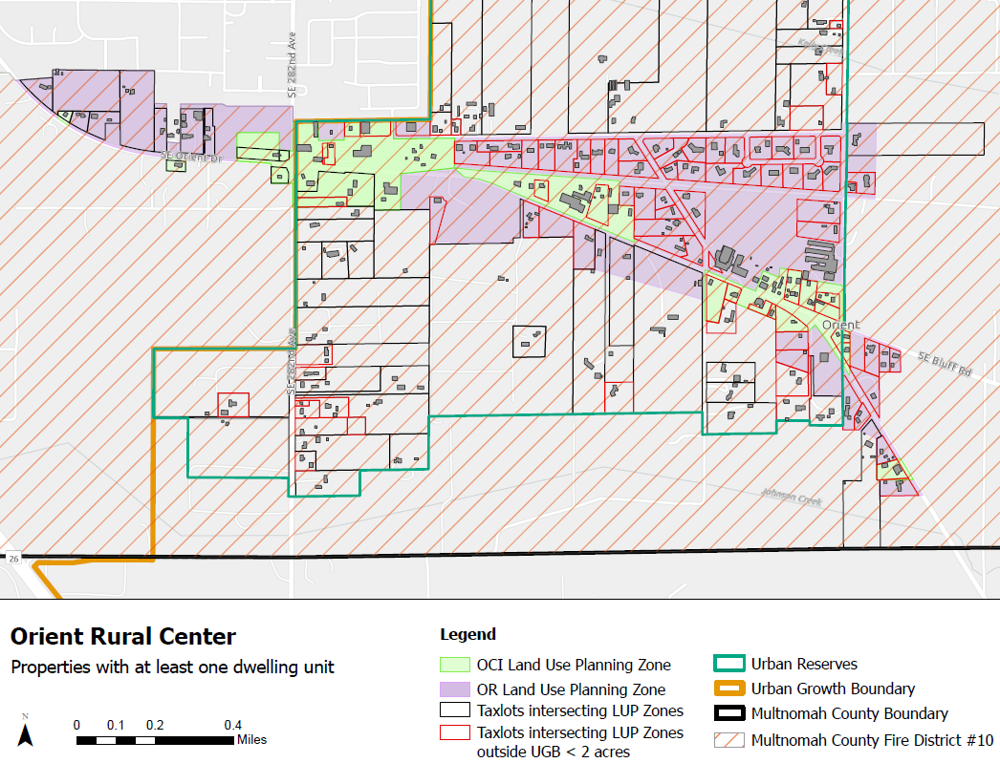 SE 282nd Ave
Kelly Creek
SE Orient Dr
Orient
SE 282nd Ave
SE Bluff Rd
Johnson Creek
26
Orient Rural Center
Properties with at least one dwelling unit
N
0 0.1 0.2 0.4
Miles
Legend
OCI Land Use Planning Zone
OR Land Use Planning Zone
Taxlots intersecting LUP Zones
Taxlots intersecting LUP Zones
outside UGB < 2 acres
Urban Reserves
Urban Growth Boundary
Multnomah County Boundary
Multnomah County Fire District #10